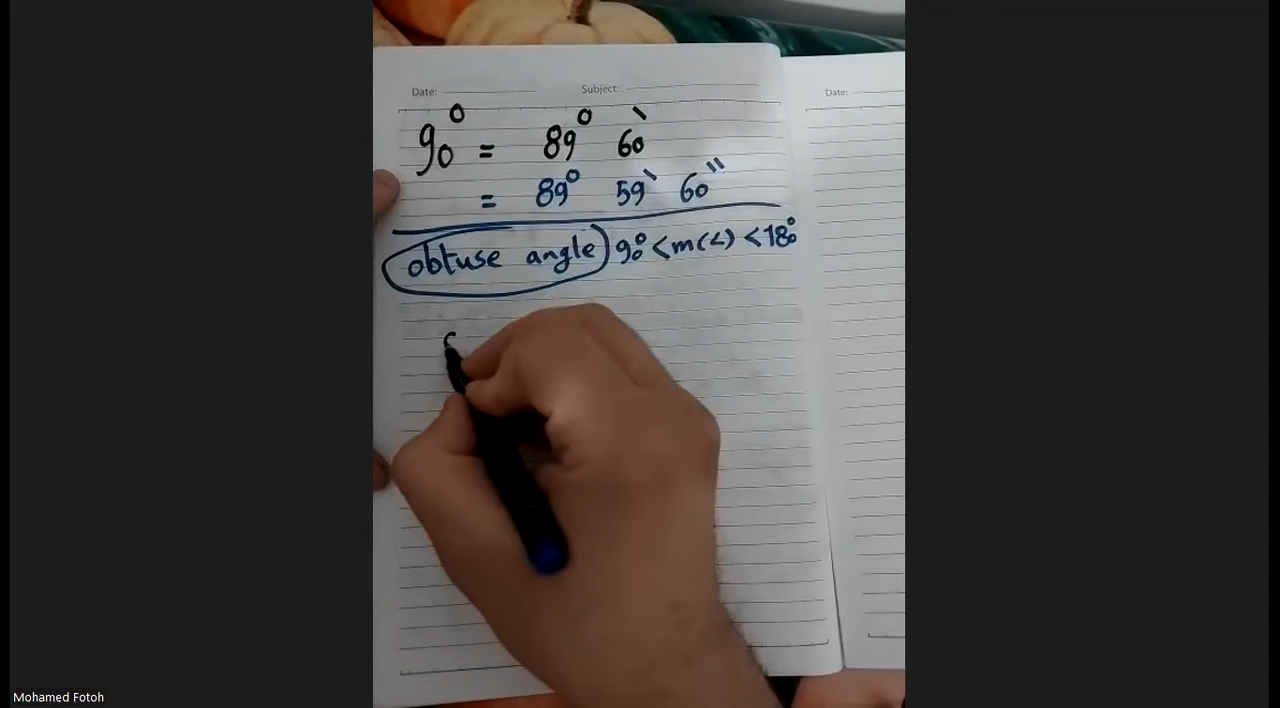 Date: Subject: Date:
90° = 89° 60'
= 89° 59' 60"
obtuse angle 90° < m(∠) < 180°
Mohamed Fotoh